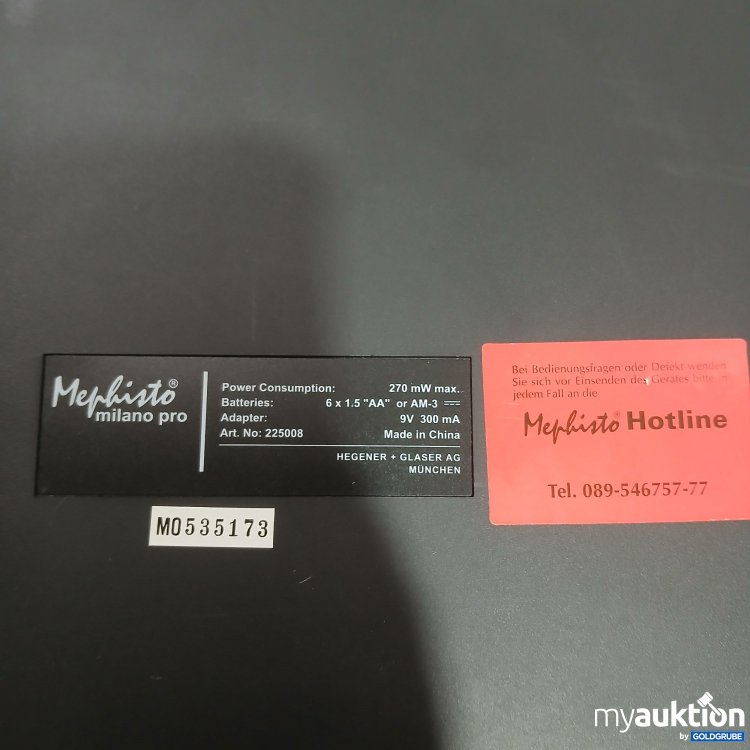 Mephisto®
milano pro
Power Consumption: 270 mW max.
Batteries: 6 x 1.5 "AA" or AM-3 ⎓
Adapter: 9V 300 mA
Art. No: 225008 Made in China
HEGENER + GLASER AG
MÜNCHEN
M0535173
Bei Bedienungsfragen oder Defekt wenden
Sie sich vor Einsenden des Gerätes bitte in
jedem Fall an die
Mephisto® Hotline
Tel. 089-546757-77
myauktion
by GOLDGRUBE